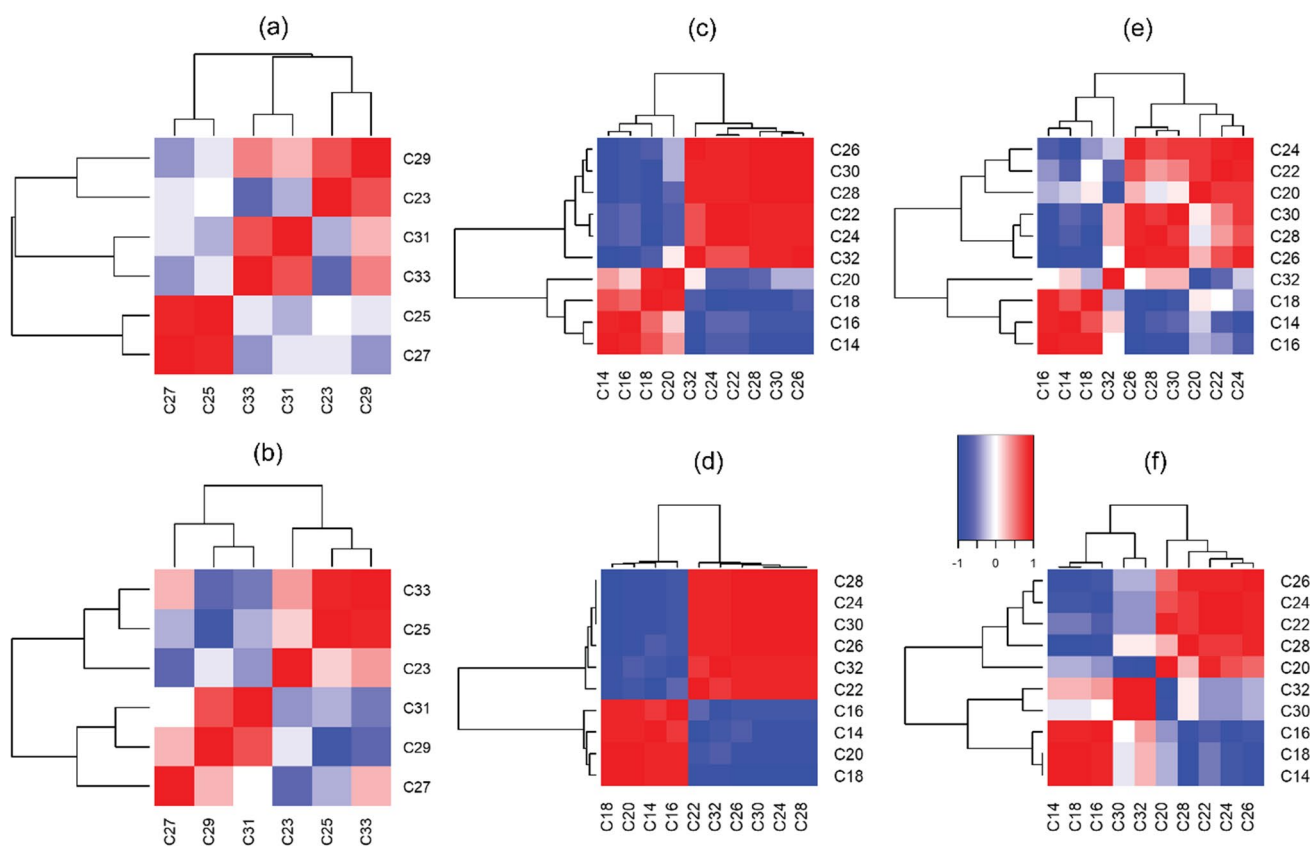 (a)
C29
C23
C31
C33
C25
C27
C27 C25 C33 C31 C23 C29
(c)
C26
C30
C28
C22
C24
C32
C20
C18
C16
C14
C14 C16 C18 C20 C32 C24 C22 C28 C30 C26
(e)
C24
C22
C20
C30
C28
C26
C32
C18
C14
C16
C16 C14 C18 C32 C26 C28 C30 C20 C22 C24
(b)
C33
C25
C23
C31
C29
C27
C27 C29 C31 C23 C25 C33
(d)
C28
C24
C30
C26
C32
C22
C16
C14
C20
C18
C18 C20 C14 C16 C22 C32 C26 C30 C24 C28
-1 0 1
(f)
C26
C24
C22
C28
C20
C32
C30
C16
C18
C14
C14 C18 C16 C30 C32 C20 C28 C22 C24 C26